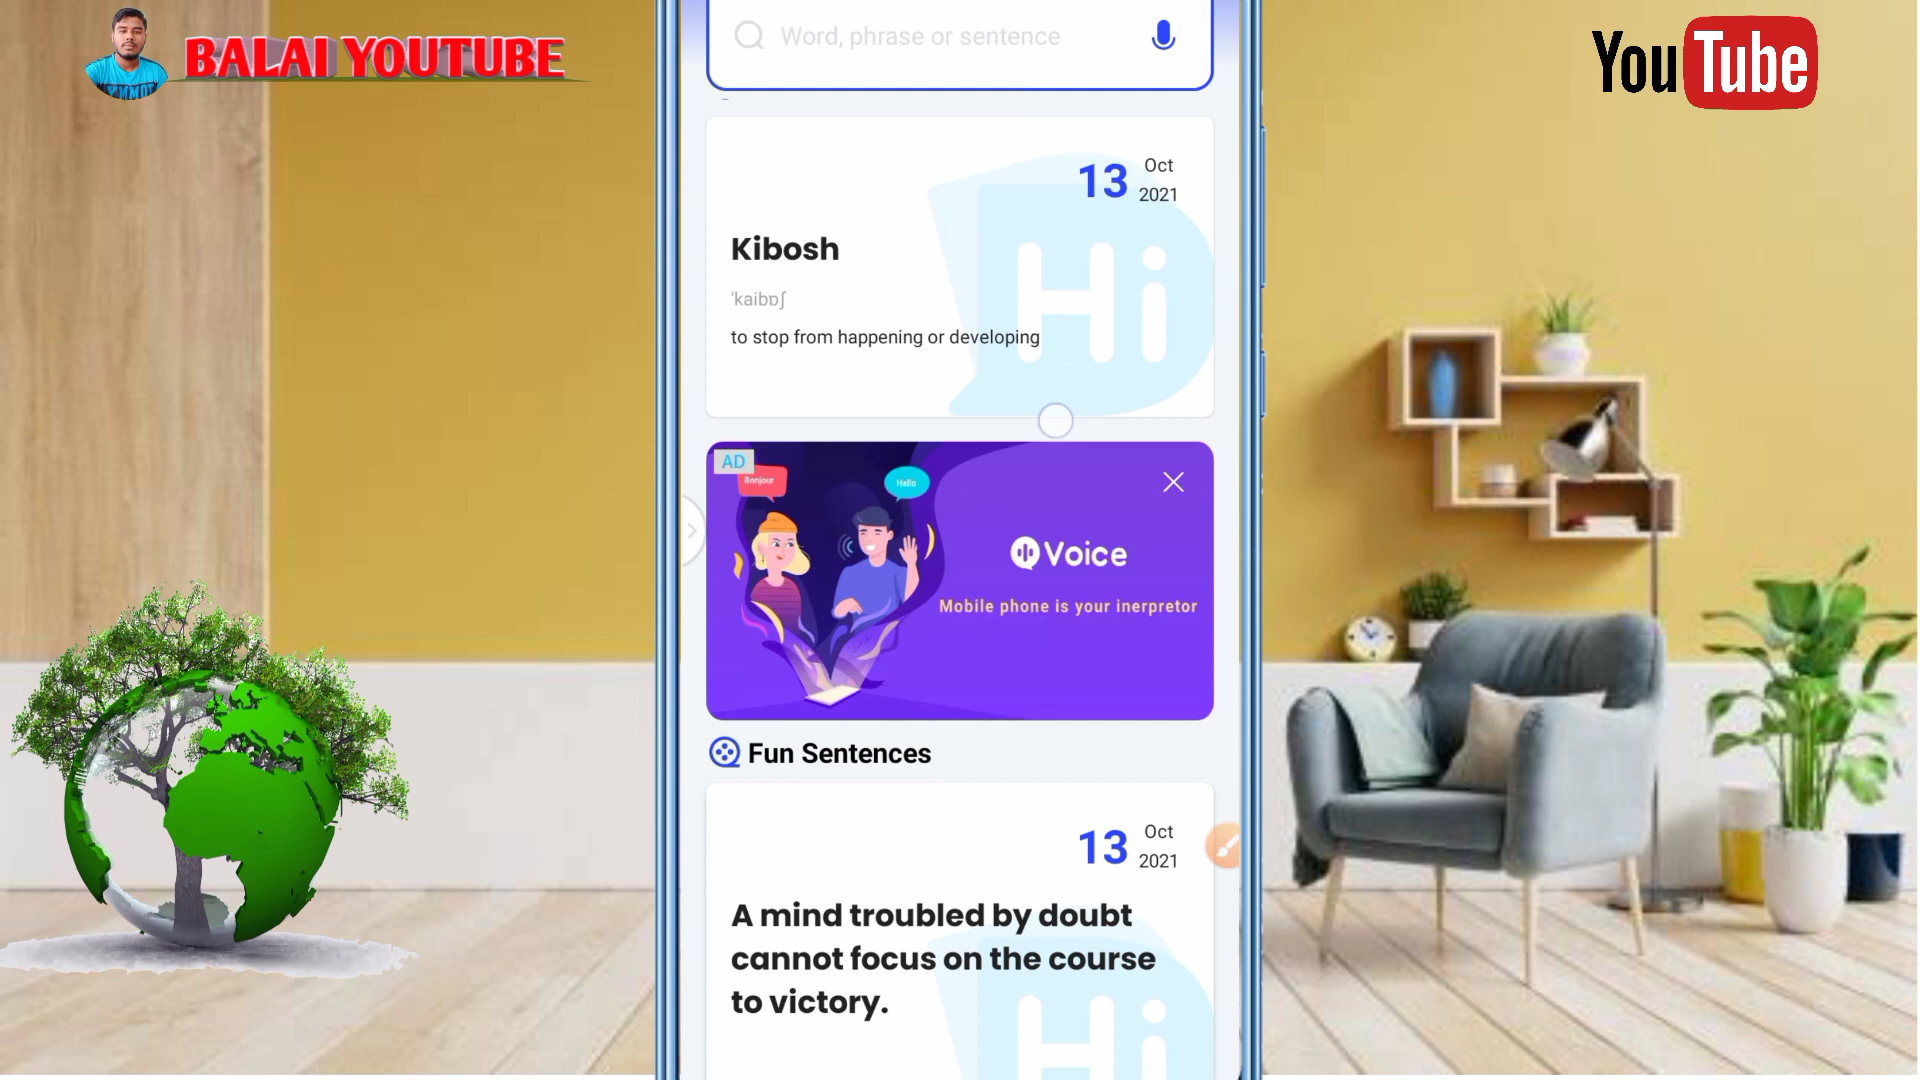 BALAI YOUTUBE
YouTube
Word, phrase or sentence
13 Oct 2021
Kibosh
'kaibɒʃ
to stop from happening or developing
Hi
AD
Bonjour
Hello
Voice
Mobile phone is your inerpretor
Fun Sentences
13 Oct 2021
A mind troubled by doubt
cannot focus on the course
to victory.
Hi